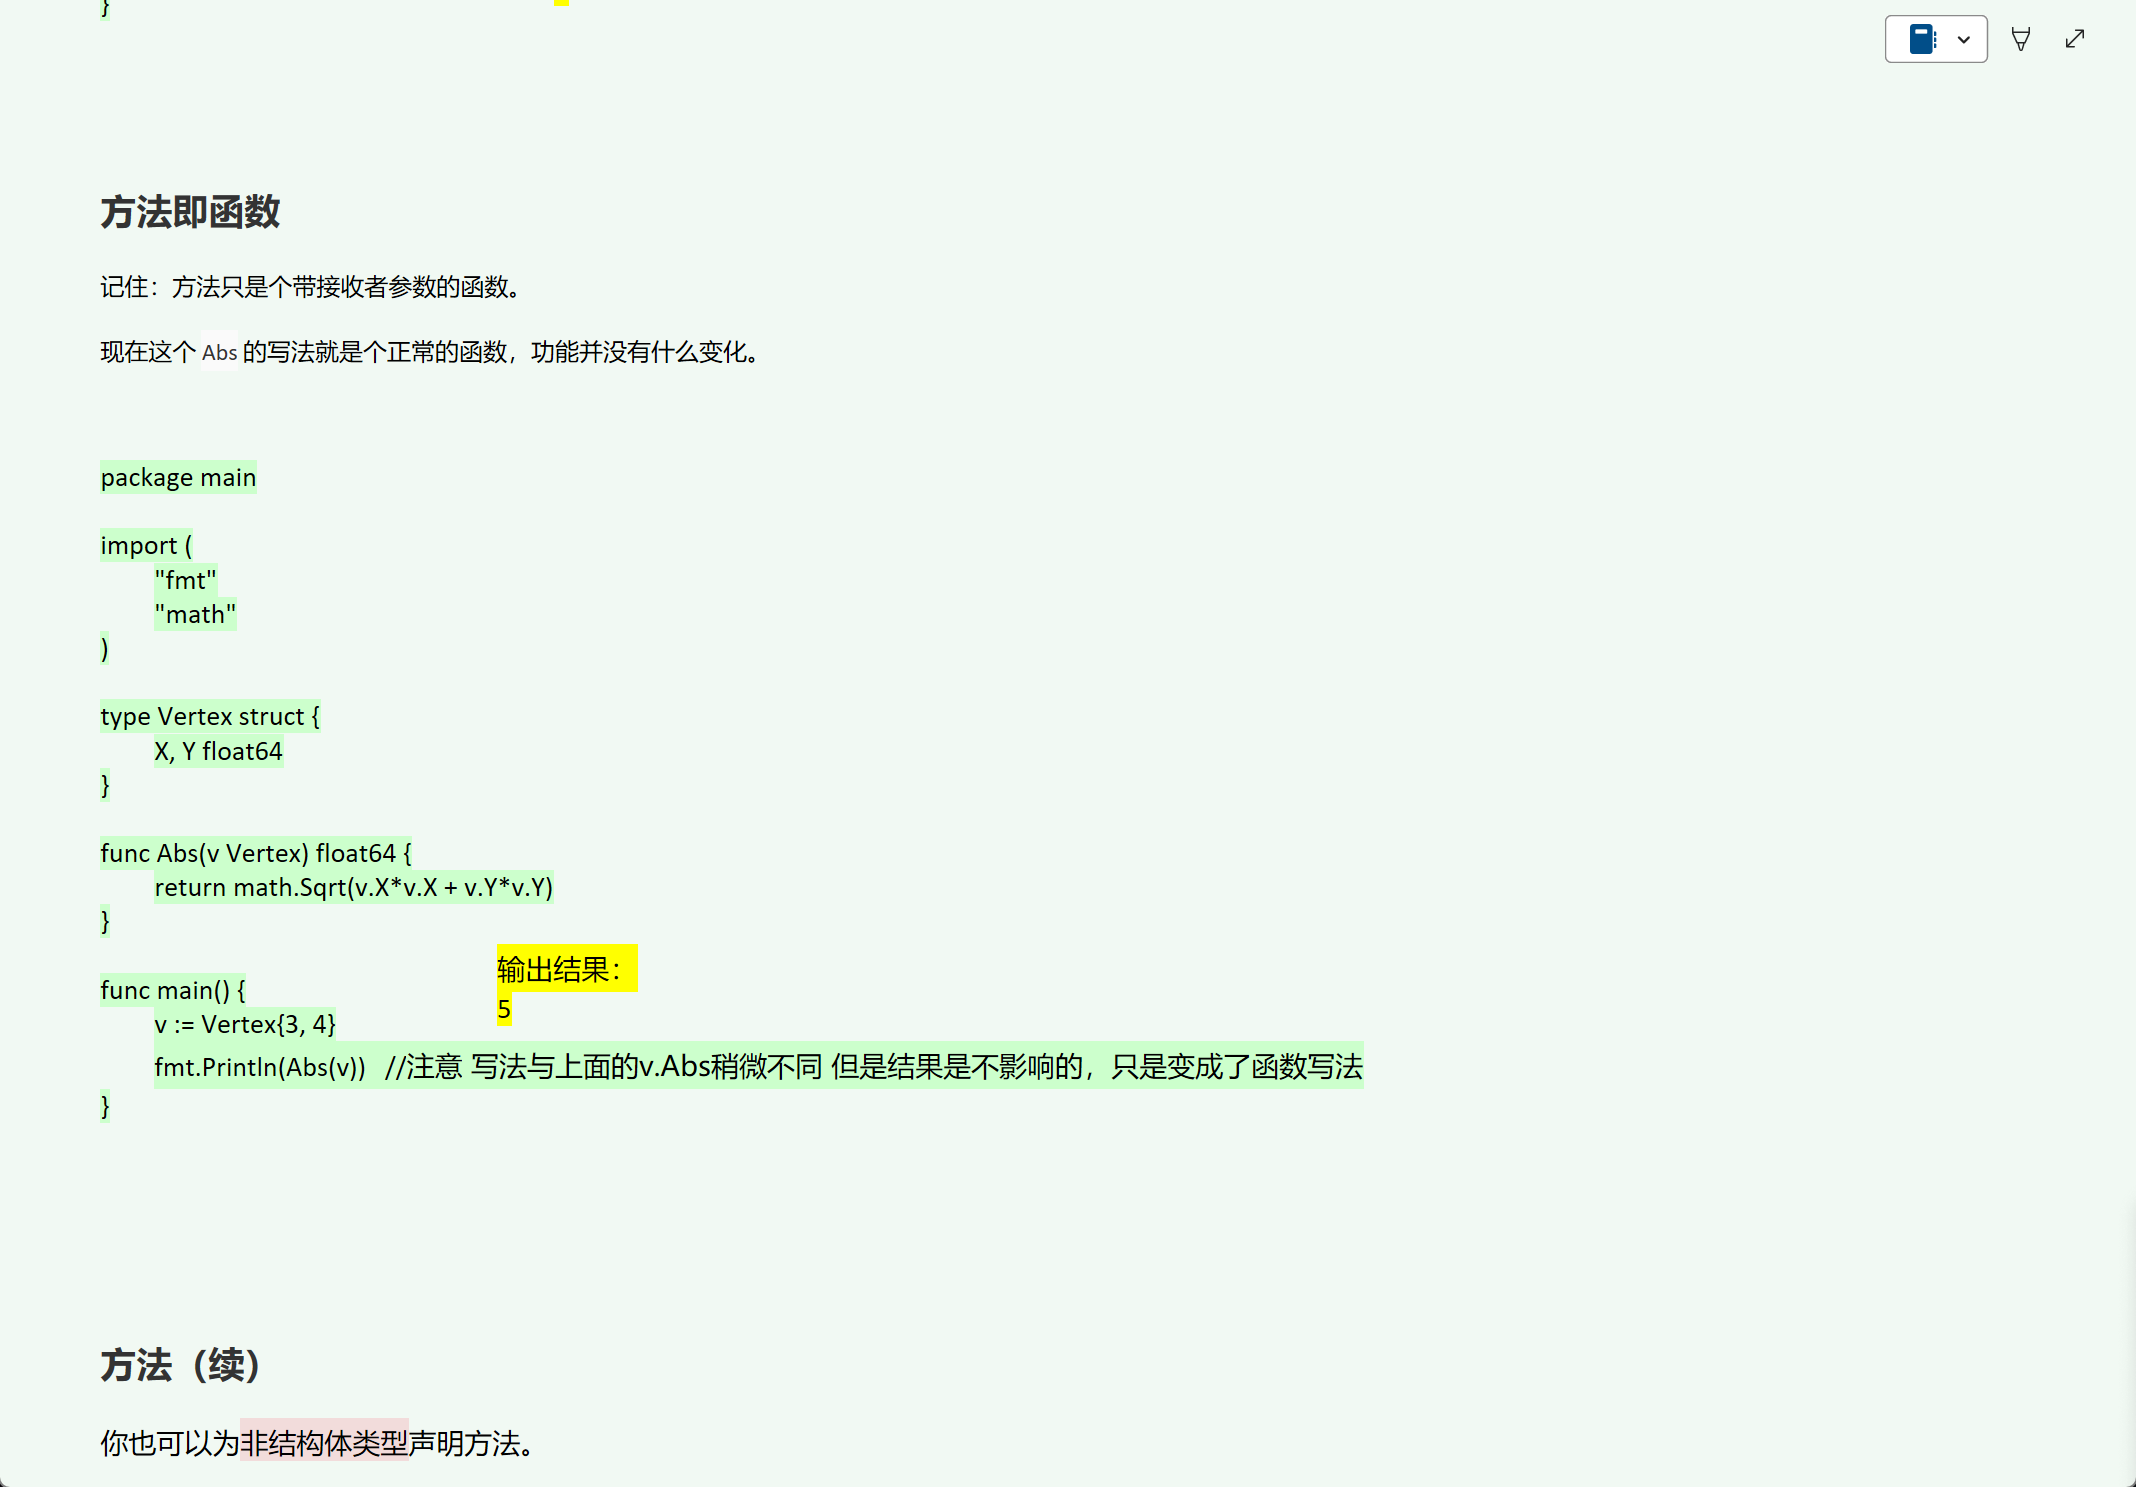 }
方法即函数
记住：方法只是个带接收者参数的函数。
现在这个 Abs 的写法就是个正常的函数，功能并没有什么变化。
package main
import (
"fmt"
"math"
)
type Vertex struct {
X, Y float64
}
func Abs(v Vertex) float64 {
return math.Sqrt(v.X*v.X + v.Y*v.Y)
}
func main() {
v := Vertex{3, 4}
fmt.Println(Abs(v)) //注意 写法与上面的v.Abs稍微不同 但是结果是不影响的，只是变成了函数写法
}
输出结果：
5
方法（续）
你也可以为非结构体类型声明方法。